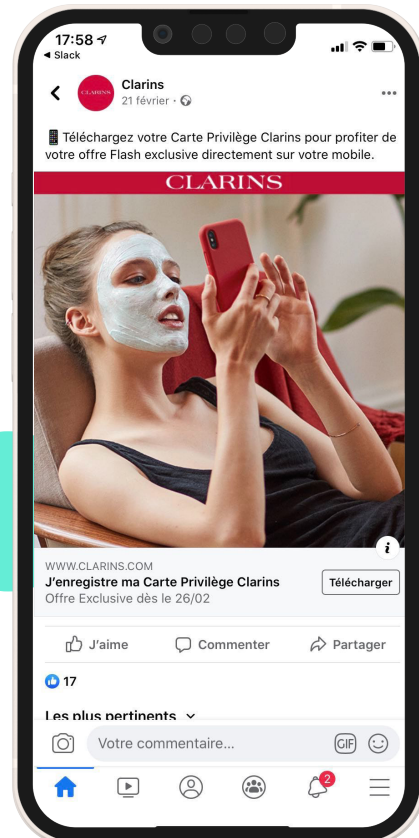 17:58
Slack
CLARINS
Clarins
21 février
Téléchargez votre Carte Privilège Clarins pour profiter de
votre offre Flash exclusive directement sur votre mobile.
CLARINS
WWW.CLARINS.COM
J'enregistre ma Carte Privilège Clarins
Offre Exclusive dès le 26/02
Télécharger
J'aime
Commenter
Partager
17
Les plus pertinents
Votre commentaire...
GIF
2